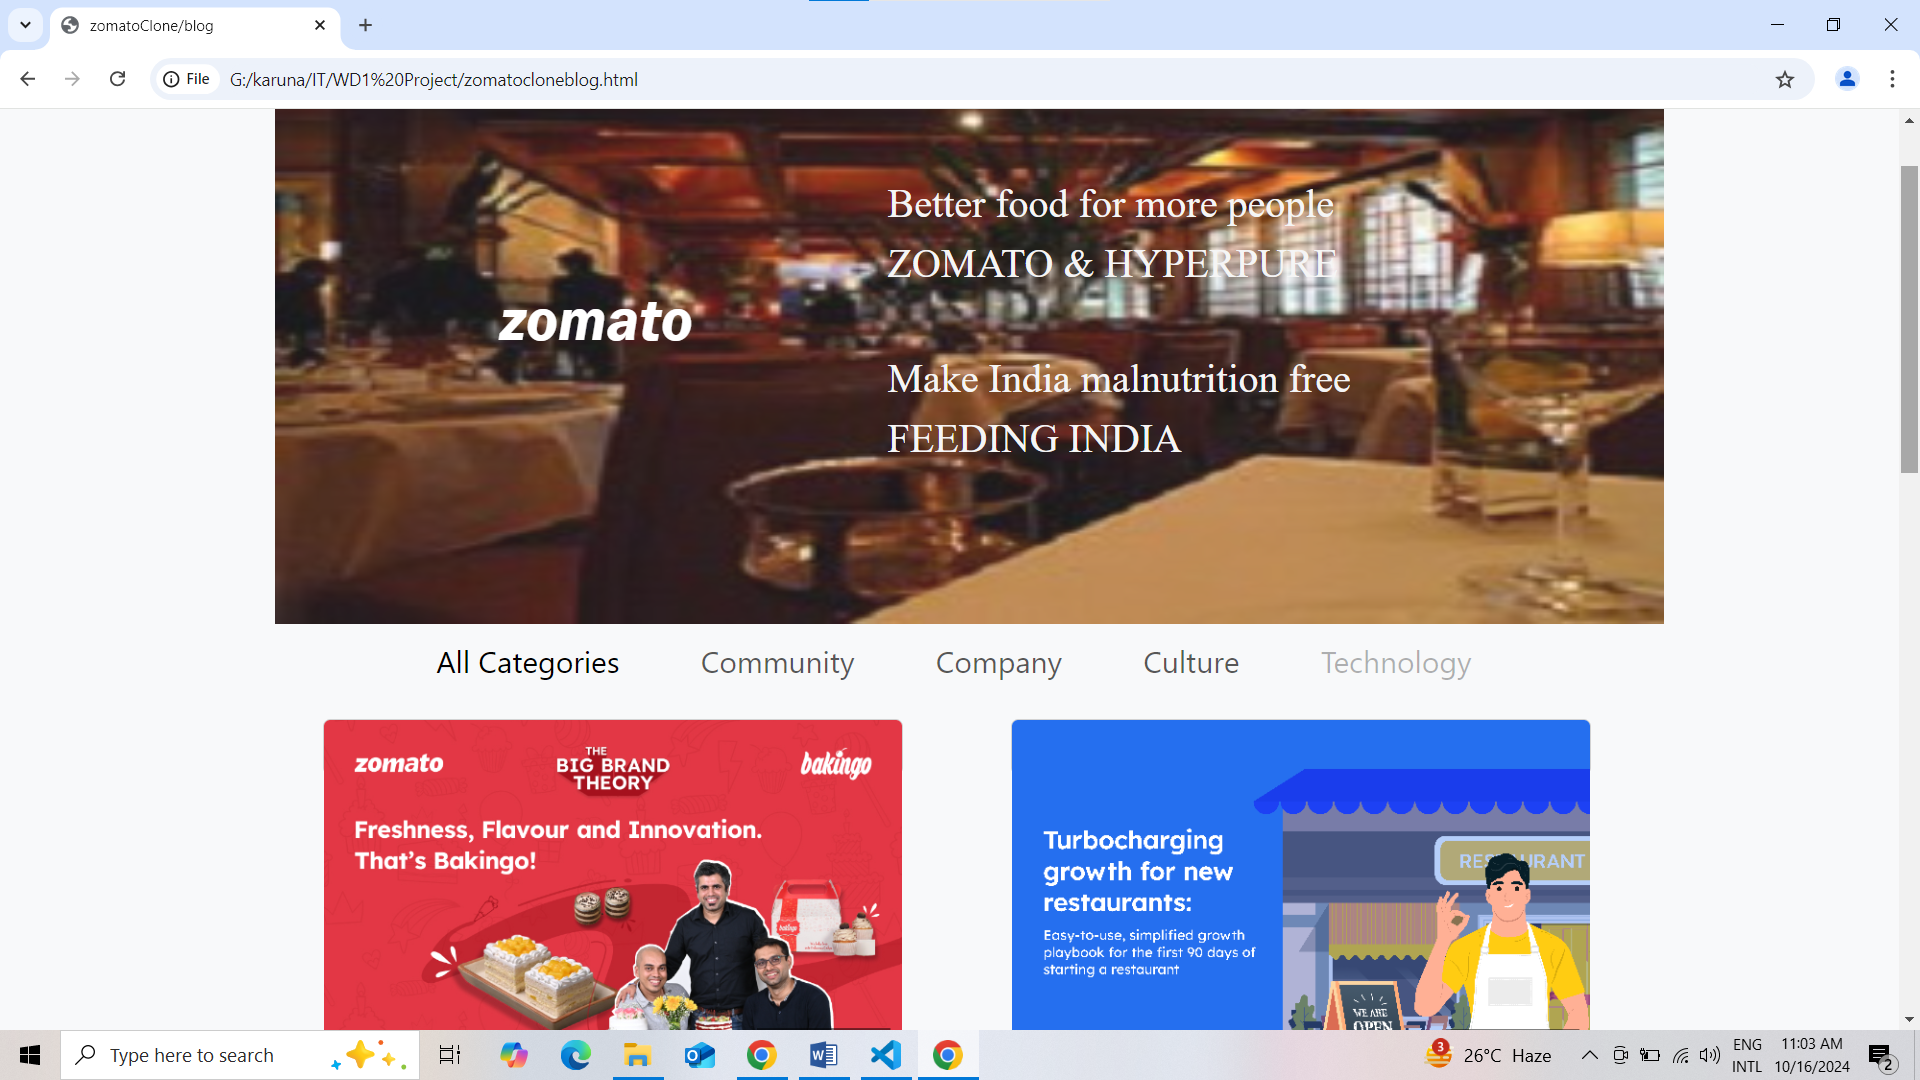 zomatoClone/blog
File
G:/karuna/IT/WD1%20Project/zomatocloneblog.html
Better food for more people
ZOMATO & HYPERPURE
zomato
Make India malnutrition free
FEEDING INDIA
All Categories
Community
Company
Culture
Technology
zomato
THE
BIG BRAND
THEORY
bakingo
Freshness, Flavour and Innovation.
That's Bakingo!
bakingo
Turbocharging
growth for new
restaurants:
Easy-to-use, simplified growth
playbook for the first 90 days of
starting a restaurant
RESTAURANT
WE ARE
OPEN
Type here to search
3
26°C Haze
ENG
INTL
11:03 AM
10/16/2024
2